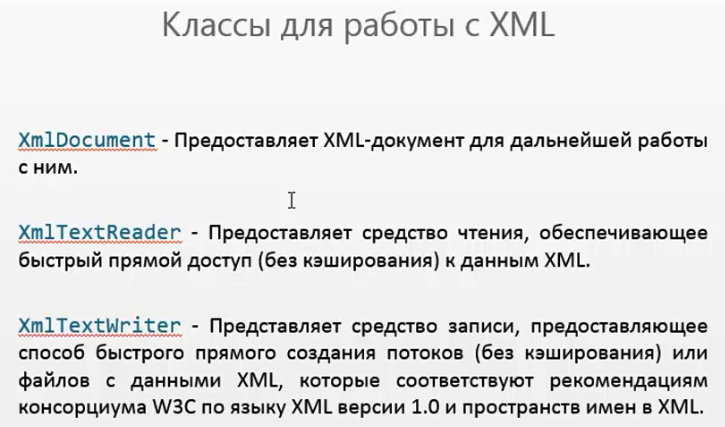 Классы для работы с XML
XmlDocument - Предоставляет XML-документ для дальнейшей работы
с ним.
XmlTextReader - Предоставляет средство чтения, обеспечивающее
быстрый прямой доступ (без кэширования) к данным XML.
XmlTextWriter - Представляет средство записи, предоставляющее
способ быстрого прямого создания потоков (без кэширования) или
файлов с данными XML, которые соответствуют рекомендациям
консорциума W3C по языку XML версии 1.0 и пространств имен в XML.